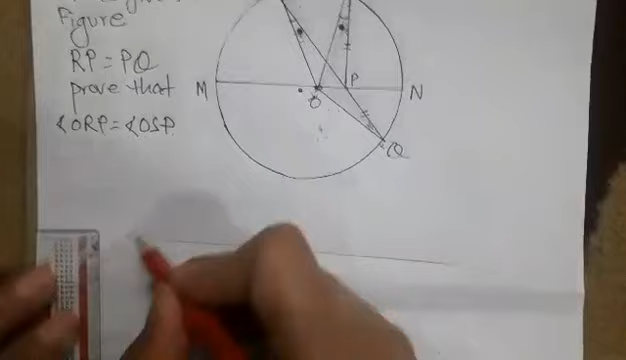 Figure
RP = PQ
prove that
∠ORP = ∠OSP
M
N
P
O
Q